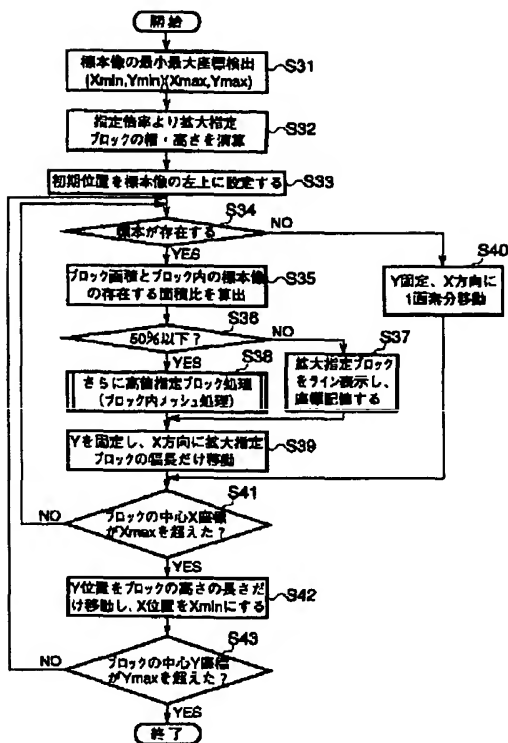 開始
標本像の最小最大座標検出
(Xmin,Ymin)(Xmax,Ymax)
S31
指定倍率より拡大指定
ブロックの幅・高さを演算
S32
初期位置を標本像の左上に設定する
S33
S34
標本が存在する
NO
YES
S40
Y固定、X方向に
1画素分移動
ブロック面積とブロック内の標本像
の存在する面積比を算出
S35
S36
50%以下?
NO
YES
S37
拡大指定ブロック
をライン表示し、
座標記憶する
S38
さらに高倍指定ブロック処理
(ブロック内メッシュ処理)
Yを固定し、X方向に拡大指定
ブロックの幅長だけ移動
S39
S41
NO
ブロックの中心X座標
がXmaxを超えた?
YES
Y位置をブロックの高さの長さだ
け移動し、X位置をXminにする
S42
S43
NO
ブロックの中心Y座標
がYmaxを超えた?
YES
終了